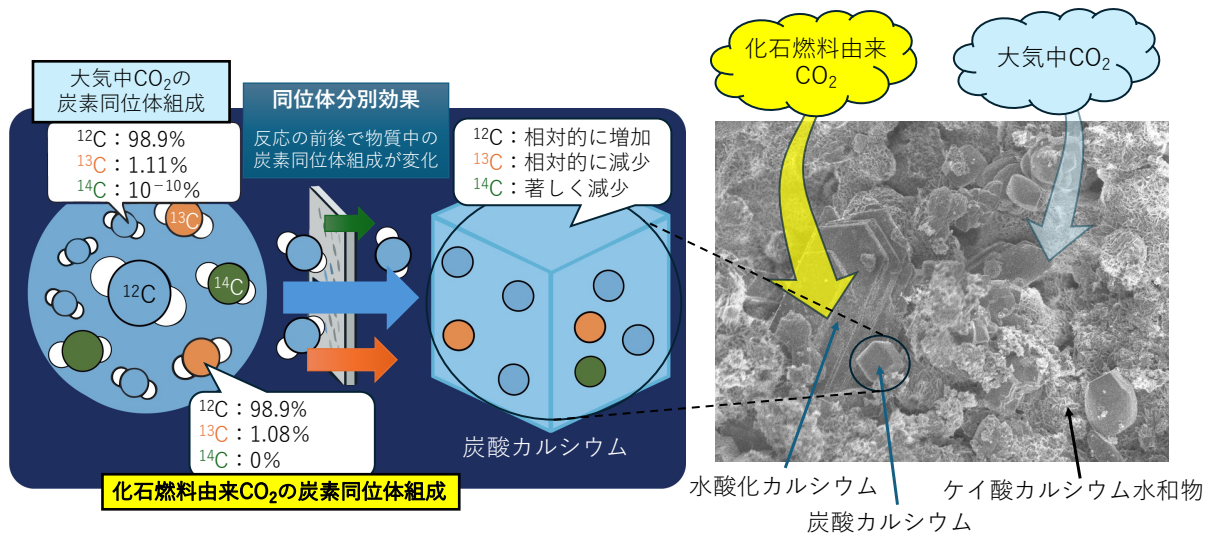 大気中CO₂の
炭素同位体組成
¹²C：98.9%
¹³C：1.11%
¹⁴C：10⁻¹⁰%
同位体分別効果
反応の前後で物質中の
炭素同位体組成が変化
¹²C：相対的に増加
¹³C：相対的に減少
¹⁴C：著しく減少
¹³C
¹²C
¹⁴C
¹²C：98.9%
¹³C：1.08%
¹⁴C：0%
化石燃料由来CO₂の炭素同位体組成
炭酸カルシウム
化石燃料由来
CO₂
大気中CO₂
水酸化カルシウム
炭酸カルシウム
ケイ酸カルシウム水和物